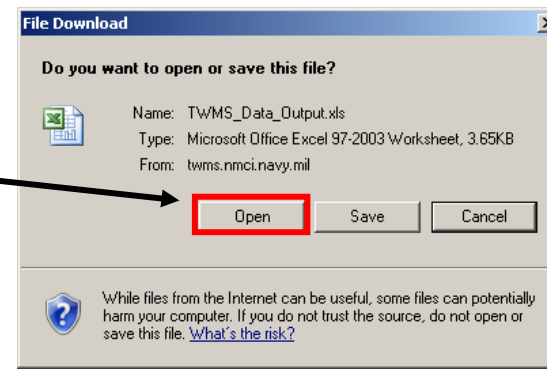 File Download
Do you want to open or save this file?
Name: TWMS_Data_Output.xls
Type: Microsoft Office Excel 97-2003 Worksheet, 3.65KB
From: twms.nmci.navy.mil
Open Save Cancel
While files from the Internet can be useful, some files can potentially
harm your computer. If you do not trust the source, do not open or
save this file. What's the risk?